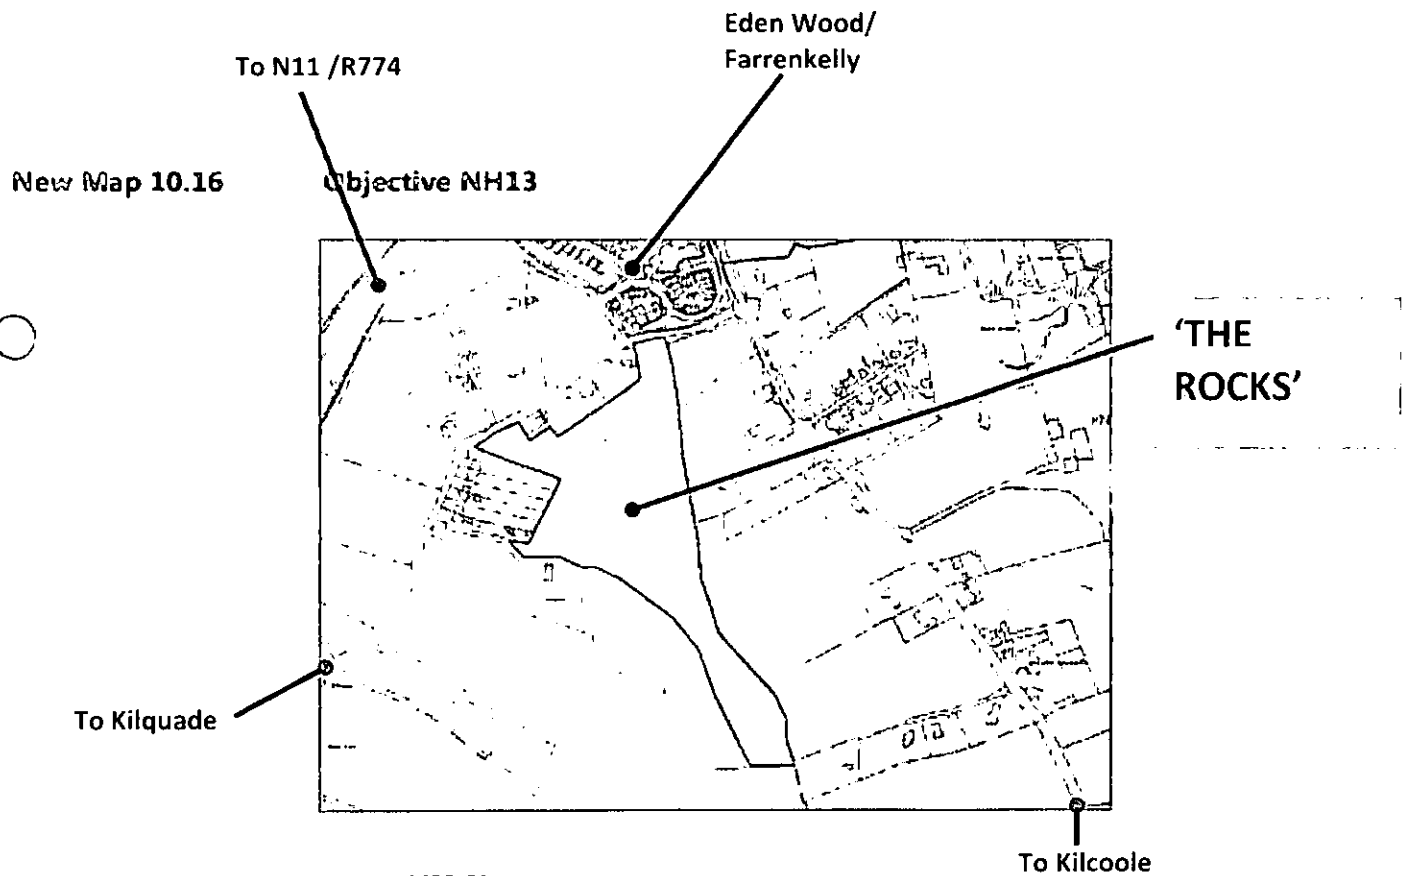 Eden Wood/
Farrenkelly
To N11 /R774
New Map 10.16 Objective NH13
‘THE
ROCKS’
To Kilquade
To Kilcoole